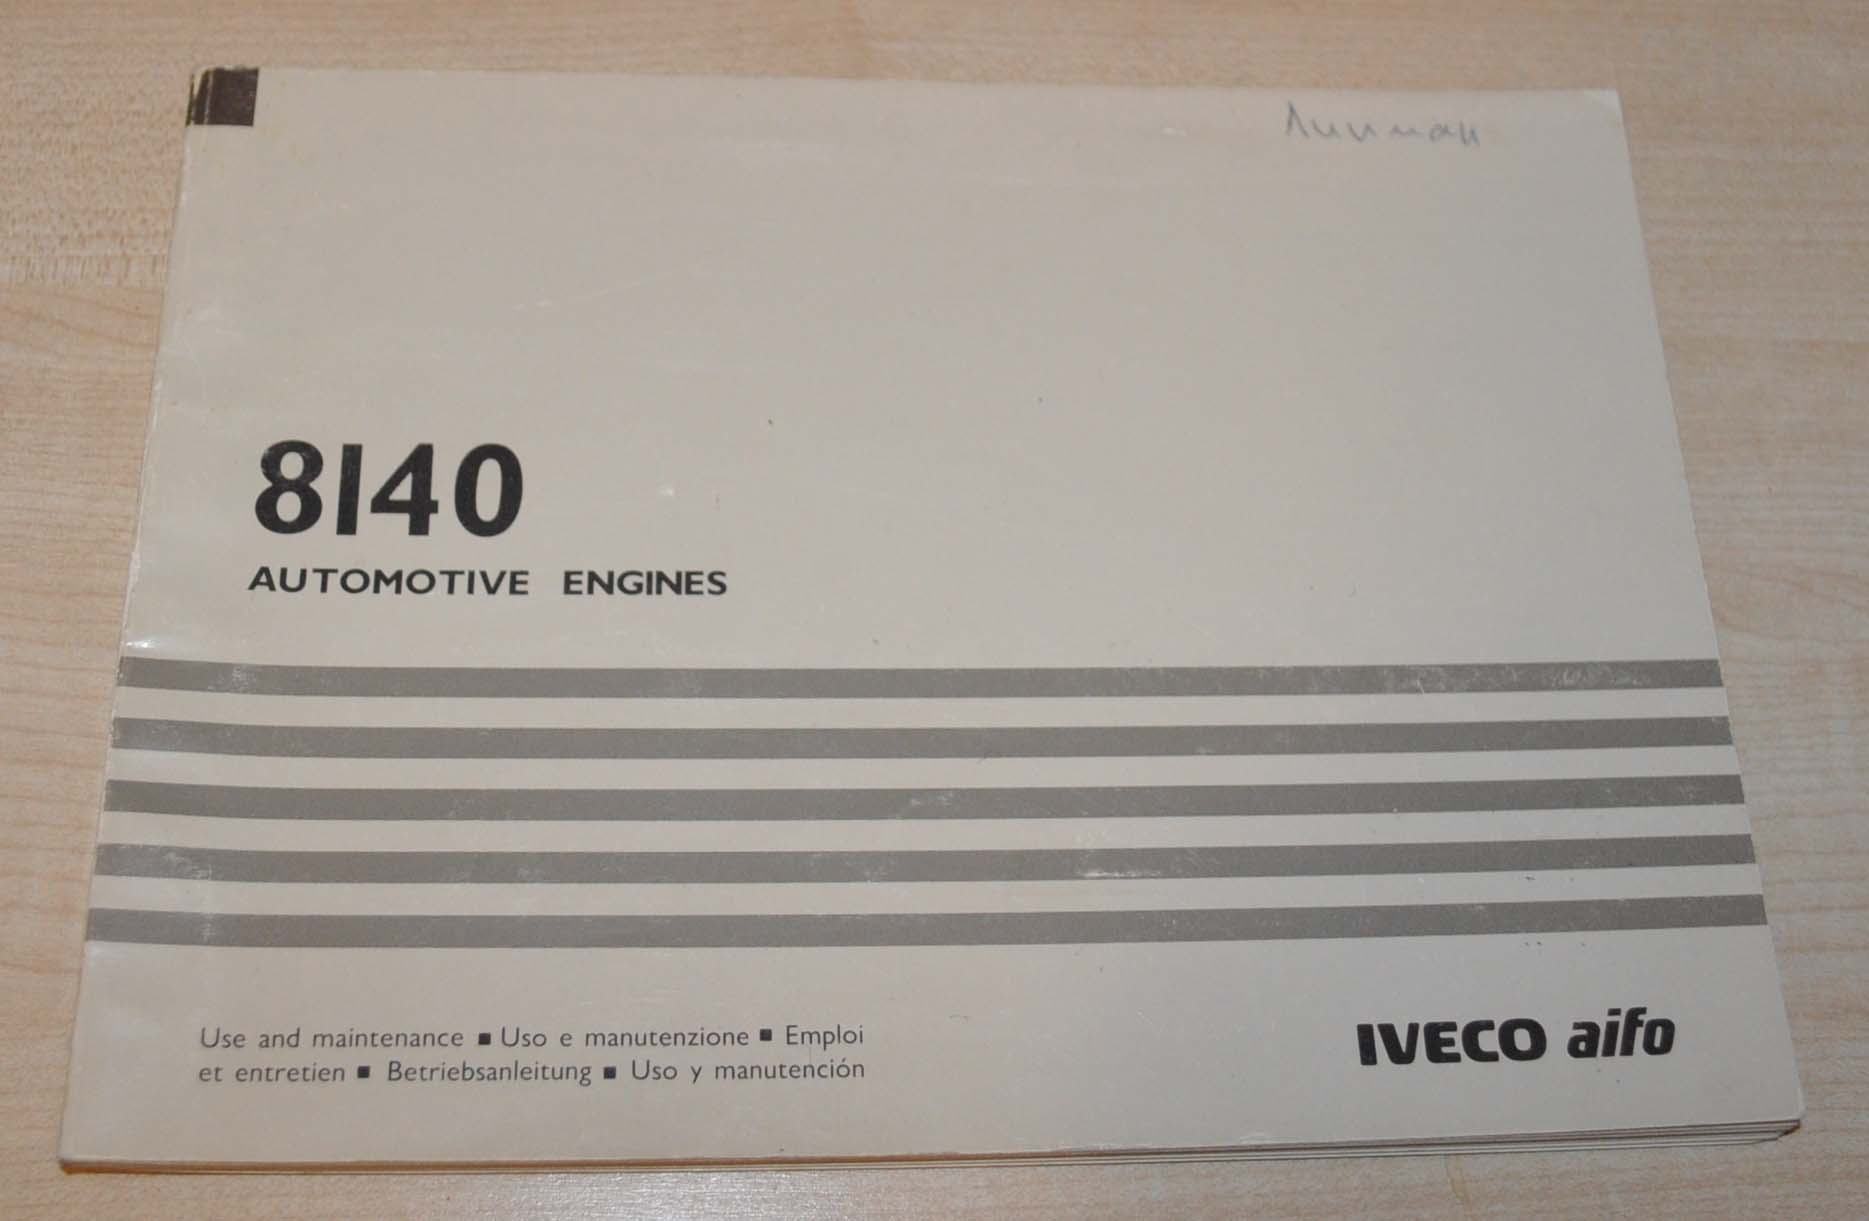 8140
AUTOMOTIVE ENGINES
Use and maintenance ■ Uso e manutenzione ■ Emploi
et entretien ■ Betriebsanleitung ■ Uso y manutención
IVECO aifo